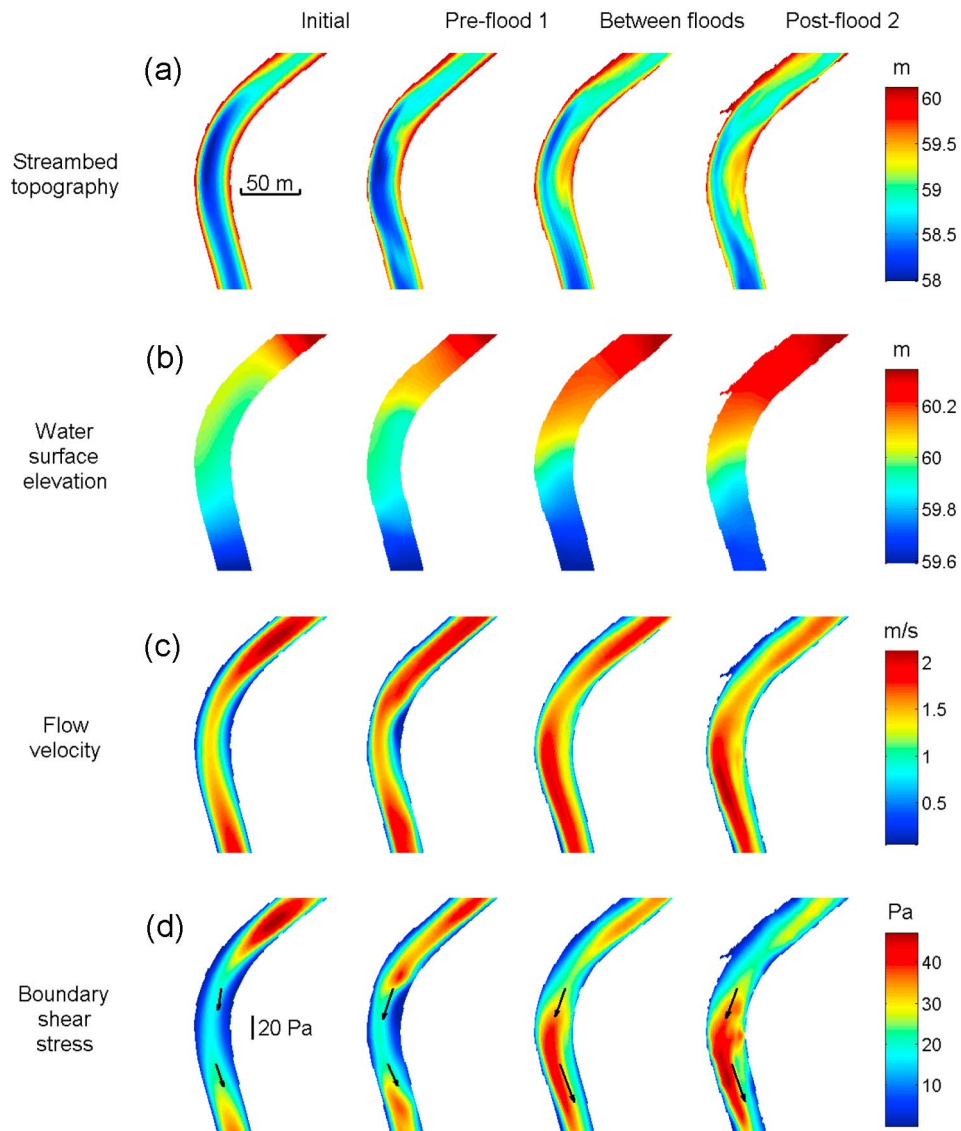 Initial Pre-flood 1 Between floods Post-flood 2
(a)
m
60
59.5
59
58.5
58
Streambed
topography
50 m
(b)
m
60.2
60
59.8
59.6
Water
surface
elevation
(c)
m/s
2
1.5
1
0.5
Flow
velocity
(d)
Pa
40
30
20
10
Boundary
shear
stress
20 Pa